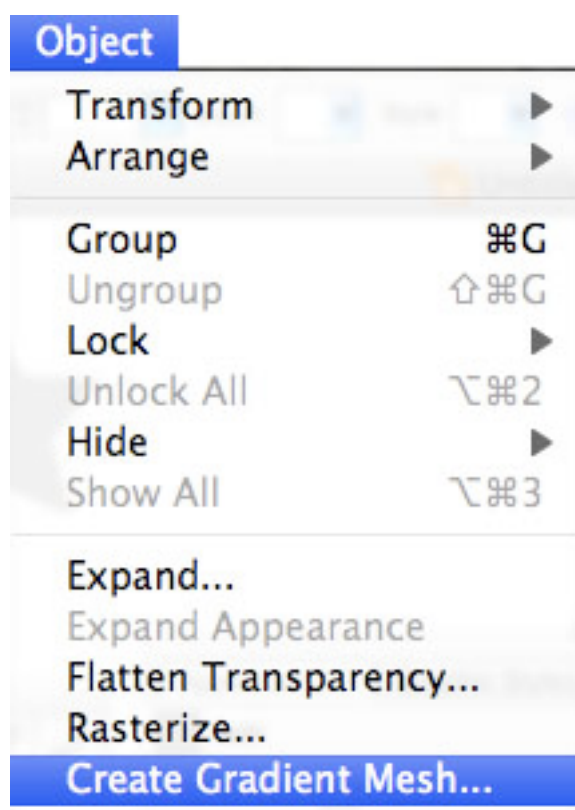 Object
Transform ▶
Arrange ▶
Group ⌘G
Ungroup ⇧⌘G
Lock ▶
Unlock All ⌥⌘2
Hide ▶
Show All ⌥⌘3
Expand...
Expand Appearance
Flatten Transparency...
Rasterize...
Create Gradient Mesh...